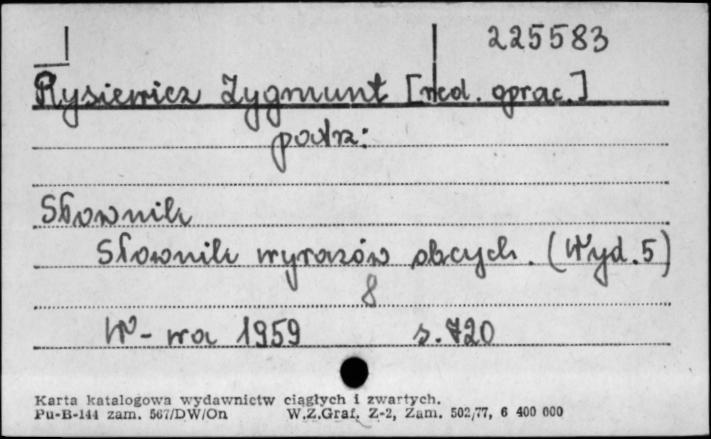 225583
Rysiewicz Zygmunt [red. oprac.]
podrz:
Słownik
Słownik wyrazów obcych. (Wyd. 5)
8
W-wa 1959 s. 720
Karta katalogowa wydawnictw ciągłych i zwartych.
Pu-B-144 zam. 567/DW/On W.Z.Graf. Z-2, Zam. 502/77, 6 400 000